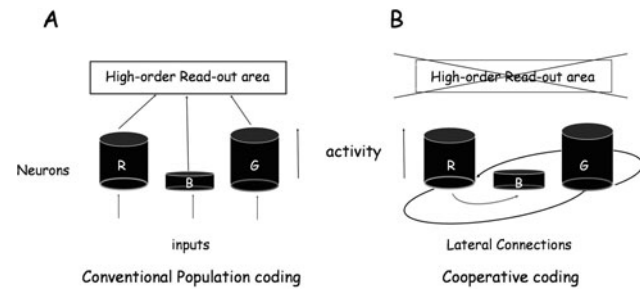 A
High-order Read-out area
R
B
G
Neurons
inputs
Conventional Population coding
activity
B
High-order Read-out area
R
B
G
Lateral Connections
Cooperative coding